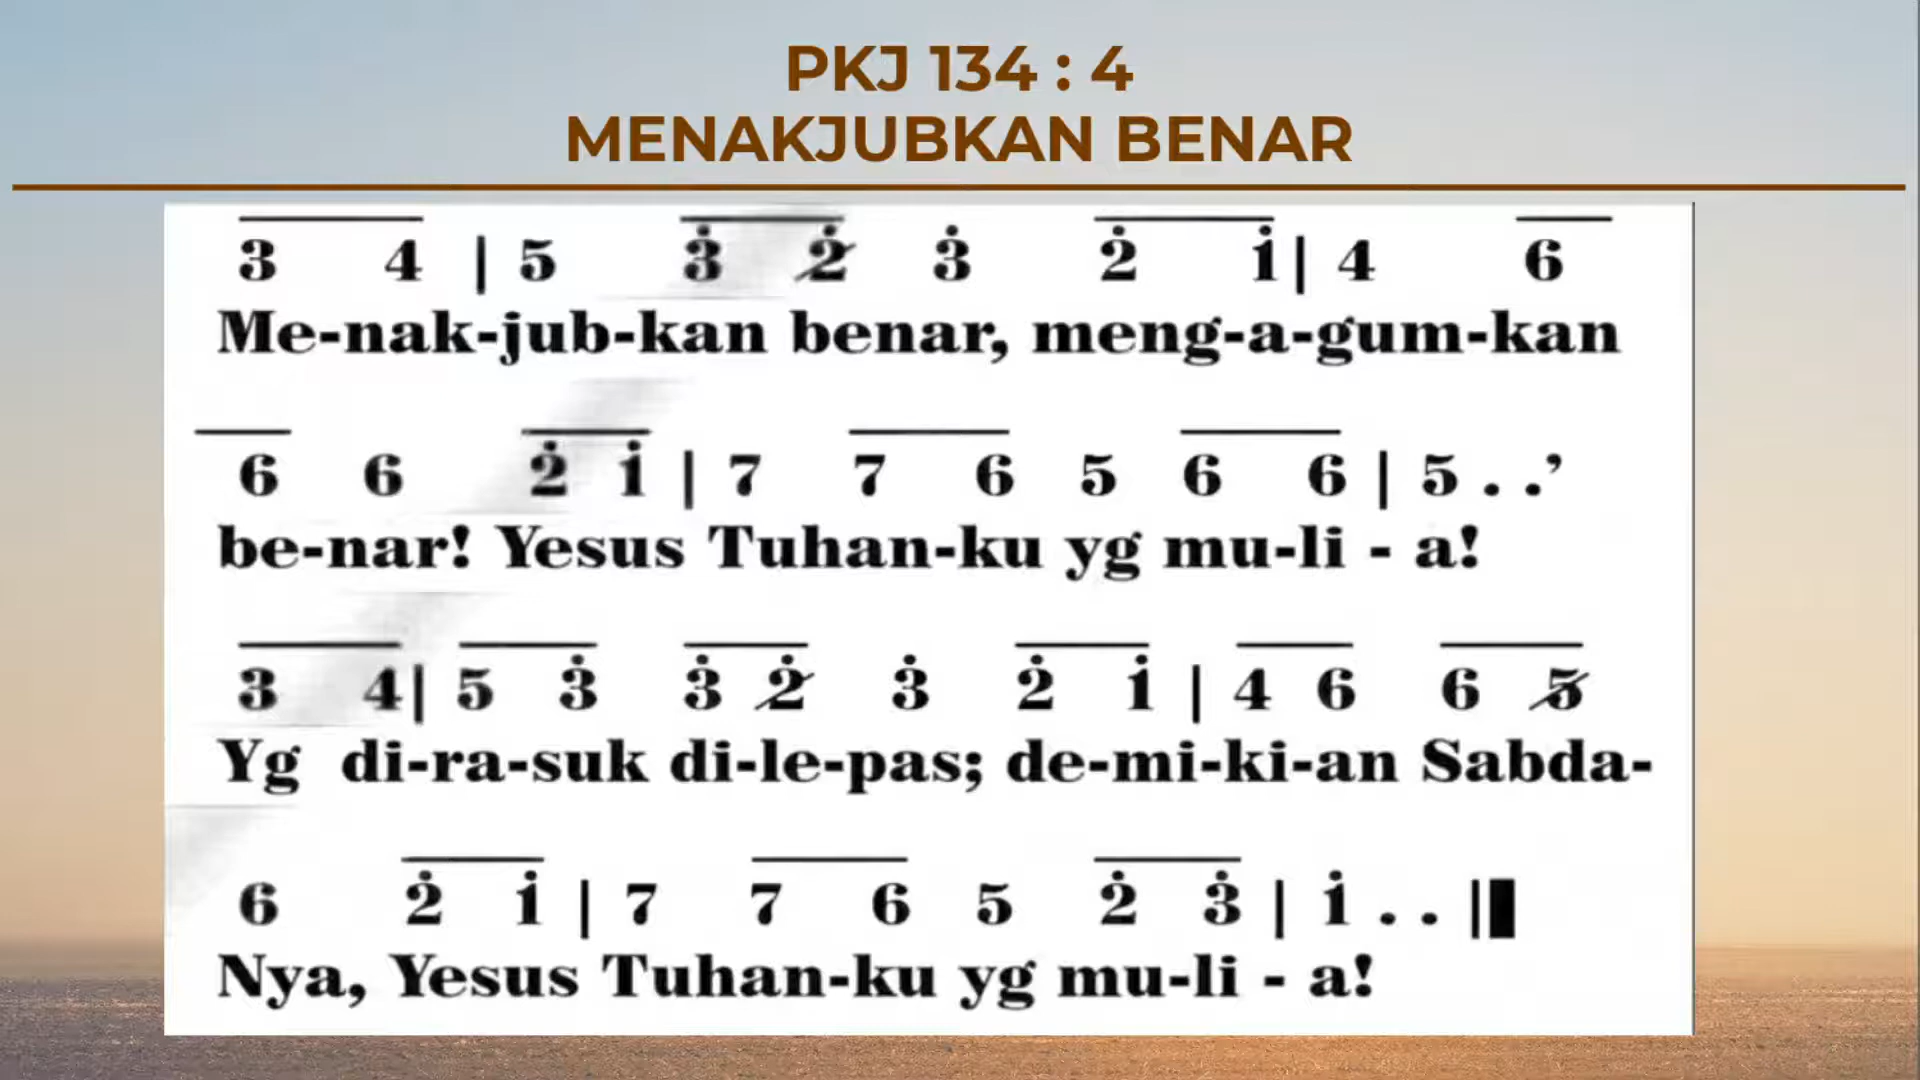 PKJ 134 : 4
MENAKJUBKAN BENAR
3 4 | 5 3̇ 2̸̇ 3̇ 2̇ 1̇ | 4 6
Me-nak-jub-kan benar, meng-a-gum-kan
6 6 2̇ 1̇ | 7 7 6 5 6 6 | 5 . .’
be-nar! Yesus Tuhan-ku yg mu-li - a!
3 4 | 5 3̇ 3̇ 2̸̇ 3̇ 2̇ 1̇ | 4 6 6 5̸
Yg di-ra-suk di-le-pas; de-mi-ki-an Sabda-
6 2̇ 1̇ | 7 7 6 5 2̇ 3̇ | 1̇ . . ||
Nya, Yesus Tuhan-ku yg mu-li - a!